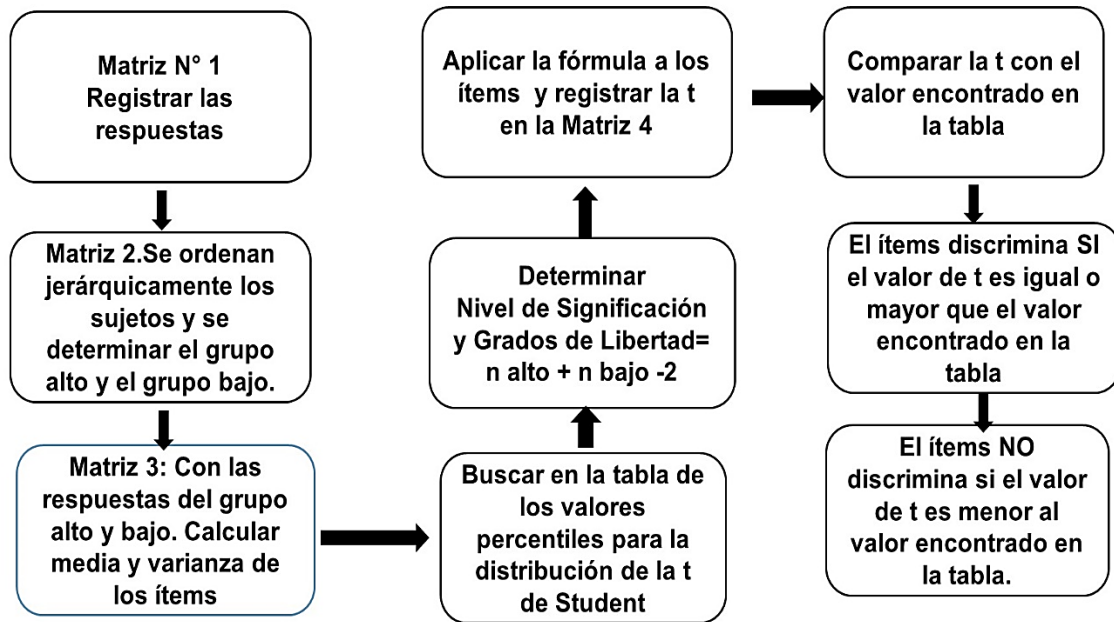 Matriz N° 1
Registrar las
respuestas
Matriz 2.Se ordenan
jerárquicamente los
sujetos y se
determinar el grupo
alto y el grupo bajo.
Matriz 3: Con las
respuestas del grupo
alto y bajo. Calcular
media y varianza de
los ítems
Buscar en la tabla de
los valores
percentiles para la
distribución de la t
de Student
Determinar
Nivel de Significación
y Grados de Libertad=
n alto + n bajo -2
Aplicar la fórmula a los
ítems y registrar la t
en la Matriz 4
Comparar la t con el
valor encontrado en
la tabla
El ítems discrimina SI
el valor de t es igual o
mayor que el valor
encontrado en la
tabla
El ítems NO
discrimina si el valor
de t es menor al
valor encontrado en
la tabla.